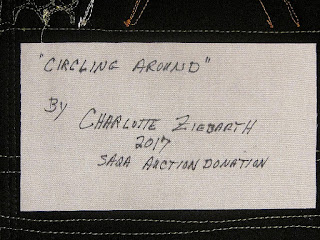 "CIRCLING AROUND"
By
CHARLOTTE ZIEBARTH
2017
SAQA AUCTION DONATION